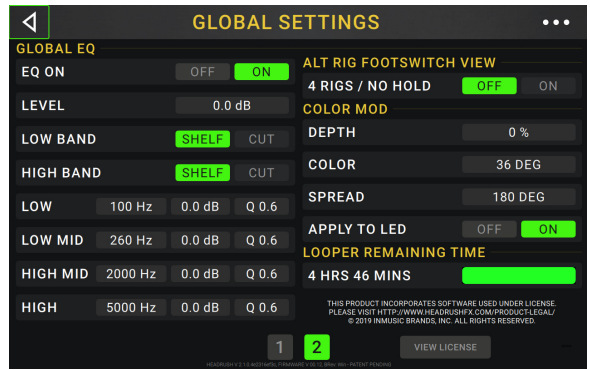 GLOBAL SETTINGS
GLOBAL EQ
EQ ON OFF ON
LEVEL 0.0 dB
LOW BAND SHELF CUT
HIGH BAND SHELF CUT
LOW 100 Hz 0.0 dB Q 0.6
LOW MID 260 Hz 0.0 dB Q 0.6
HIGH MID 2000 Hz 0.0 dB Q 0.6
HIGH 5000 Hz 0.0 dB Q 0.6
ALT RIG FOOTSWITCH VIEW
4 RIGS / NO HOLD OFF ON
COLOR MOD
DEPTH 0 %
COLOR 36 DEG
SPREAD 180 DEG
APPLY TO LED OFF ON
LOOPER REMAINING TIME
4 HRS 46 MINS
THIS PRODUCT INCORPORATES SOFTWARE USED UNDER LICENSE.
PLEASE VISIT HTTP://WWW.HEADRUSHFX.COM/PRODUCT-LEGAL/
© 2019 INMUSIC BRANDS, INC. ALL RIGHTS RESERVED.
1 2 VIEW LICENSE
PATENT PENDING